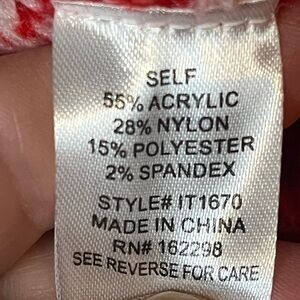 SELF
55% ACRYLIC
28% NYLON
15% POLYESTER
2% SPANDEX
STYLE# IT1670
MADE IN CHINA
RN# 162298
SEE REVERSE FOR CARE